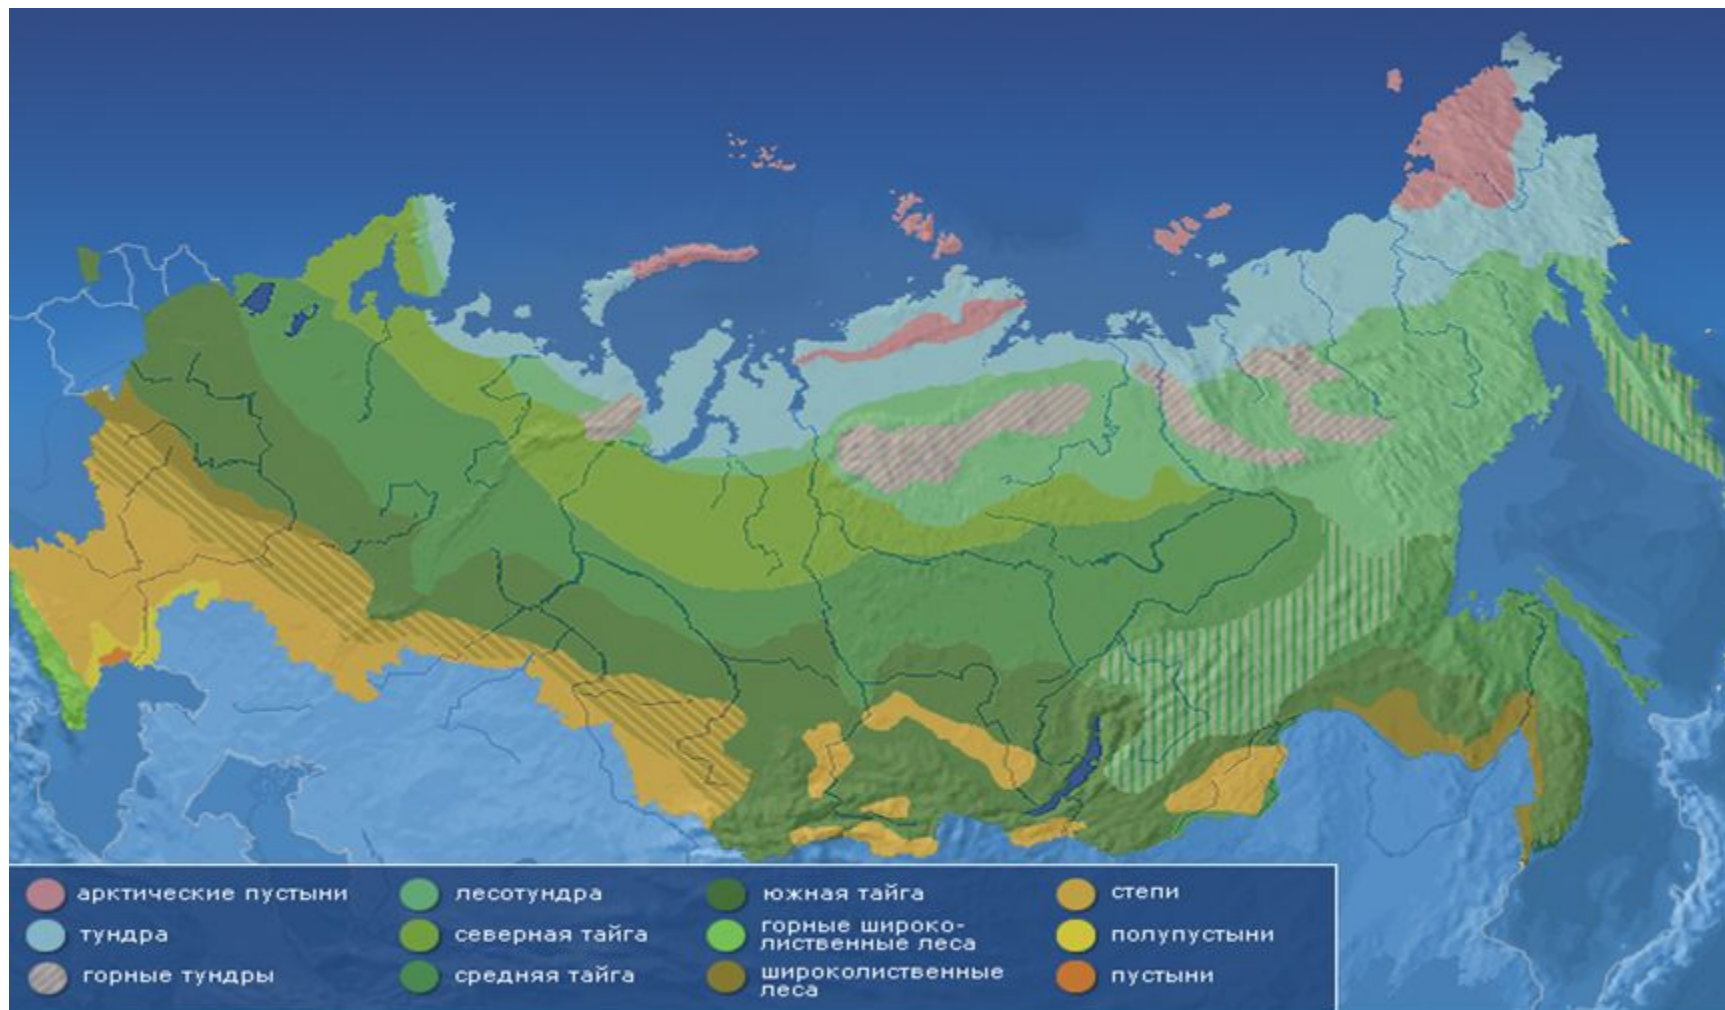 арктические пустыни
тундра
горные тундры
лесотундра
северная тайга
средняя тайга
южная тайга
горные широко-
лиственные леса
широколиственные
леса
степи
полупустыни
пустыни